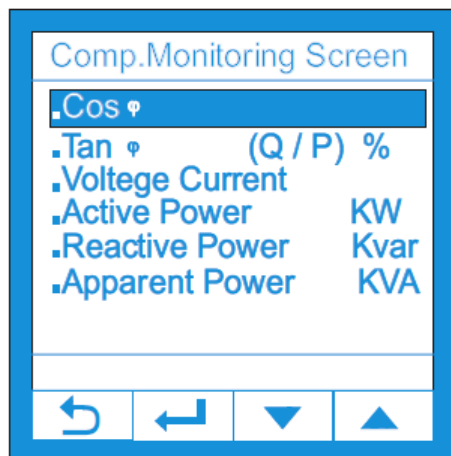 Comp.Monitoring Screen
.Cos φ
.Tan φ (Q / P) %
.Voltege Current
.Active Power KW
.Reactive Power Kvar
.Apparent Power KVA